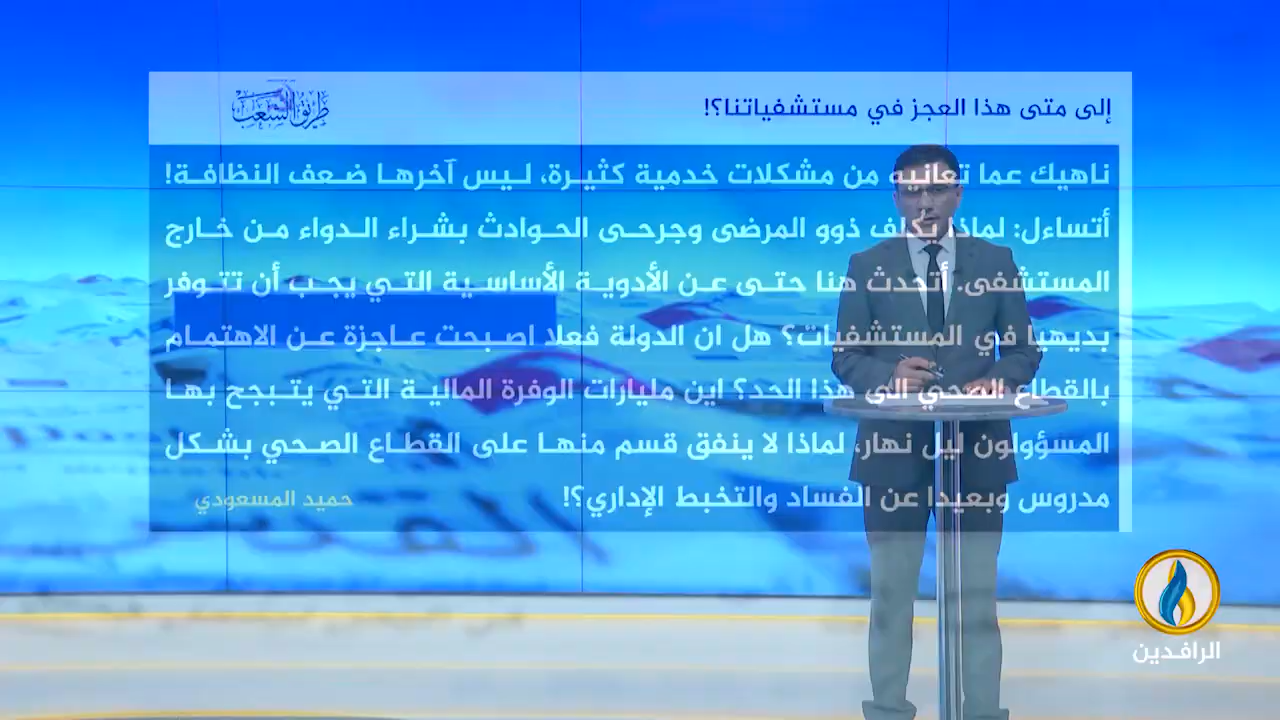 إلى متى هذا العجز في مستشفياتنا؟!
طريق الشعب
ناهيك عما تعانيه من مشكلات خدمية كثيرة، ليس آخرها ضعف النظافة!
أتساءل: لماذا يكلف ذوو المرضى وجرحى الحوادث بشراء الدواء من خارج
المستشفى. أتحدث هنا حتى عن الأدوية الأساسية التي يجب أن تتوفر
بديهيا في المستشفيات؟ هل ان الدولة فعلا اصبحت عاجزة عن الاهتمام
بالقطاع الصحي الى هذا الحد؟ اين مليارات الوفرة المالية التي يتبجح بها
المسؤولون ليل نهار، لماذا لا ينفق قسم منها على القطاع الصحي بشكل
مدروس وبعيدا عن الفساد والتخبط الإداري؟!
حميد المسعودي
الرافدين